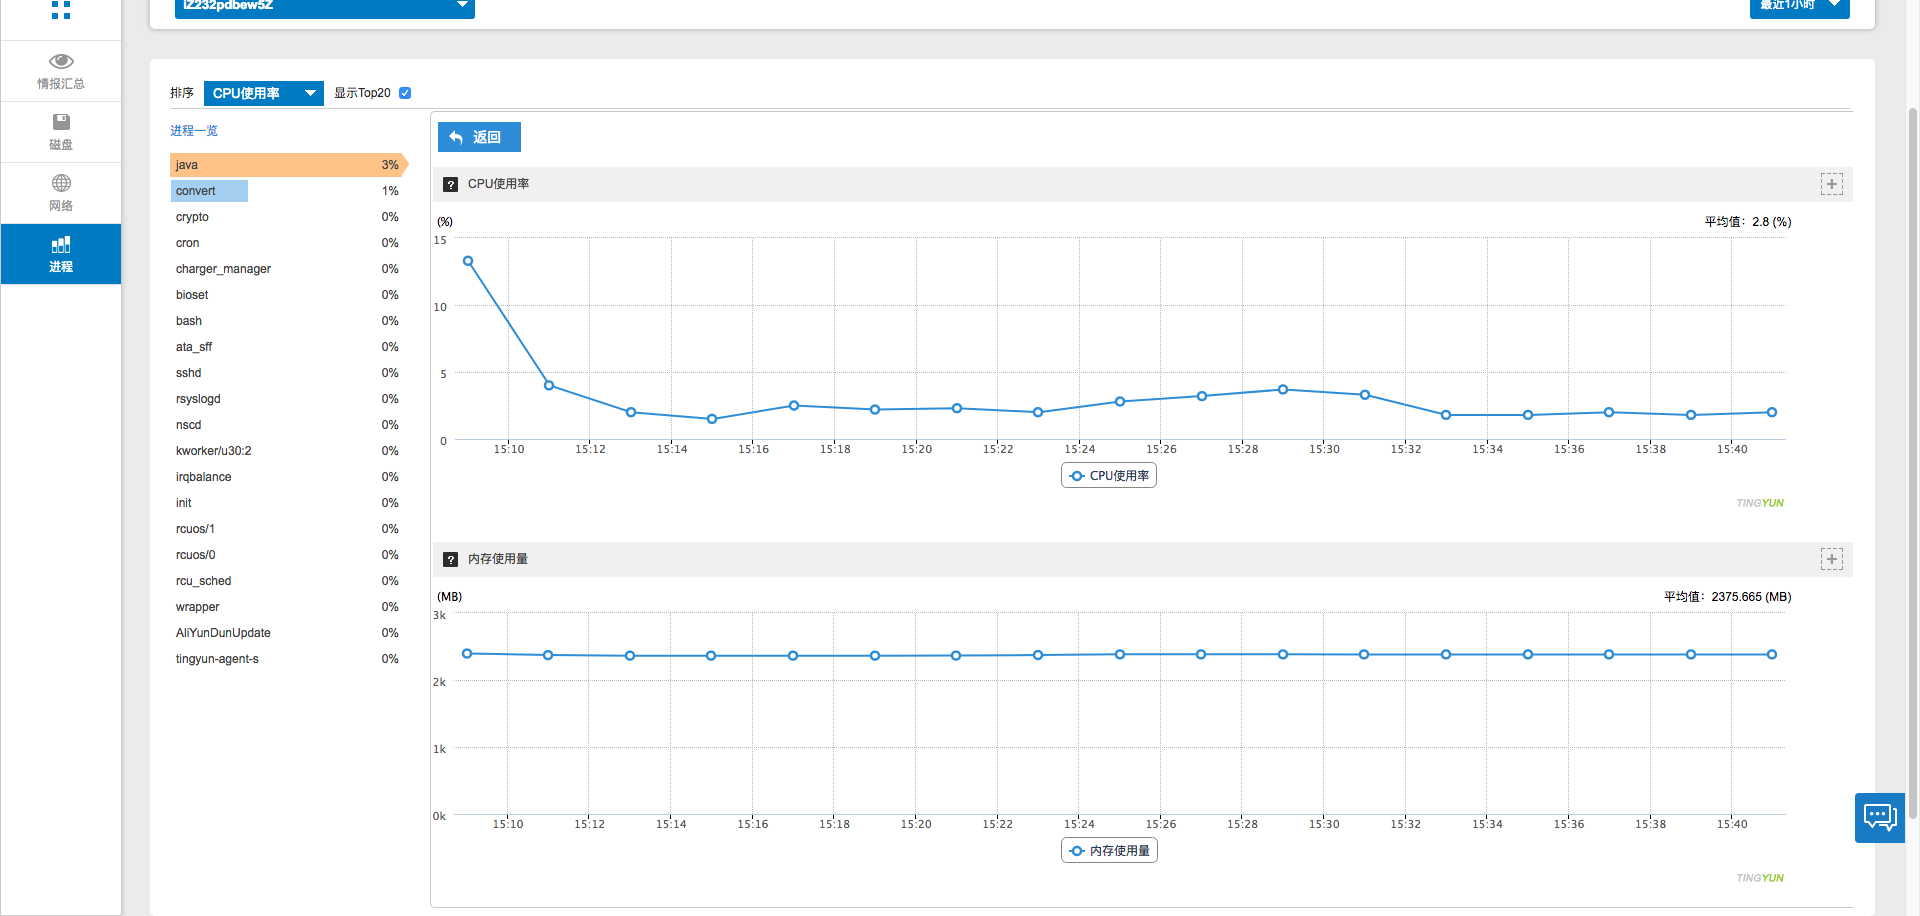 iZ232pdbew5Z
最近1小时
情报汇总
磁盘
网络
进程
排序 CPU使用率 显示Top20
进程一览
java 3%
convert 1%
crypto 0%
cron 0%
charger_manager 0%
bioset 0%
bash 0%
ata_sff 0%
sshd 0%
rsyslogd 0%
nscd 0%
kworker/u30:2 0%
irqbalance 0%
init 0%
rcuos/1 0%
rcuos/0 0%
rcu_sched 0%
wrapper 0%
AliYunDunUpdate 0%
tingyun-agent-s 0%
返回
? CPU使用率
(%)
平均值：2.8 (%)
15
10
5
0
15:10 15:12 15:14 15:16 15:18 15:20 15:22 15:24 15:26 15:28 15:30 15:32 15:34 15:36 15:38 15:40
CPU使用率
TINGYUN
? 内存使用量
(MB)
平均值：2375.665 (MB)
3k
2k
1k
0k
15:10 15:12 15:14 15:16 15:18 15:20 15:22 15:24 15:26 15:28 15:30 15:32 15:34 15:36 15:38 15:40
内存使用量
TINGYUN